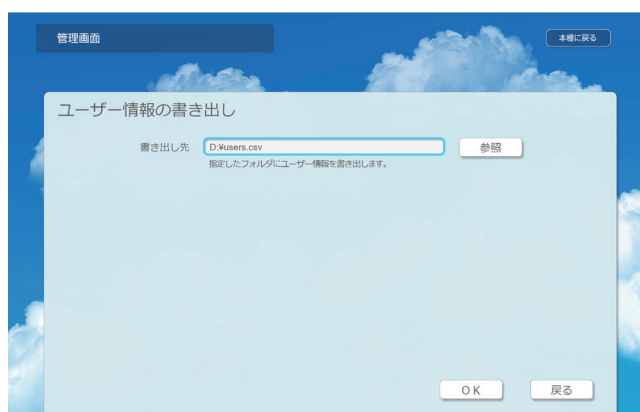 管理画面
本棚に戻る
ユーザー情報の書き出し
書き出し先 D:¥users.csv 参照
指定したフォルダにユーザー情報を書き出します。
OK 戻る